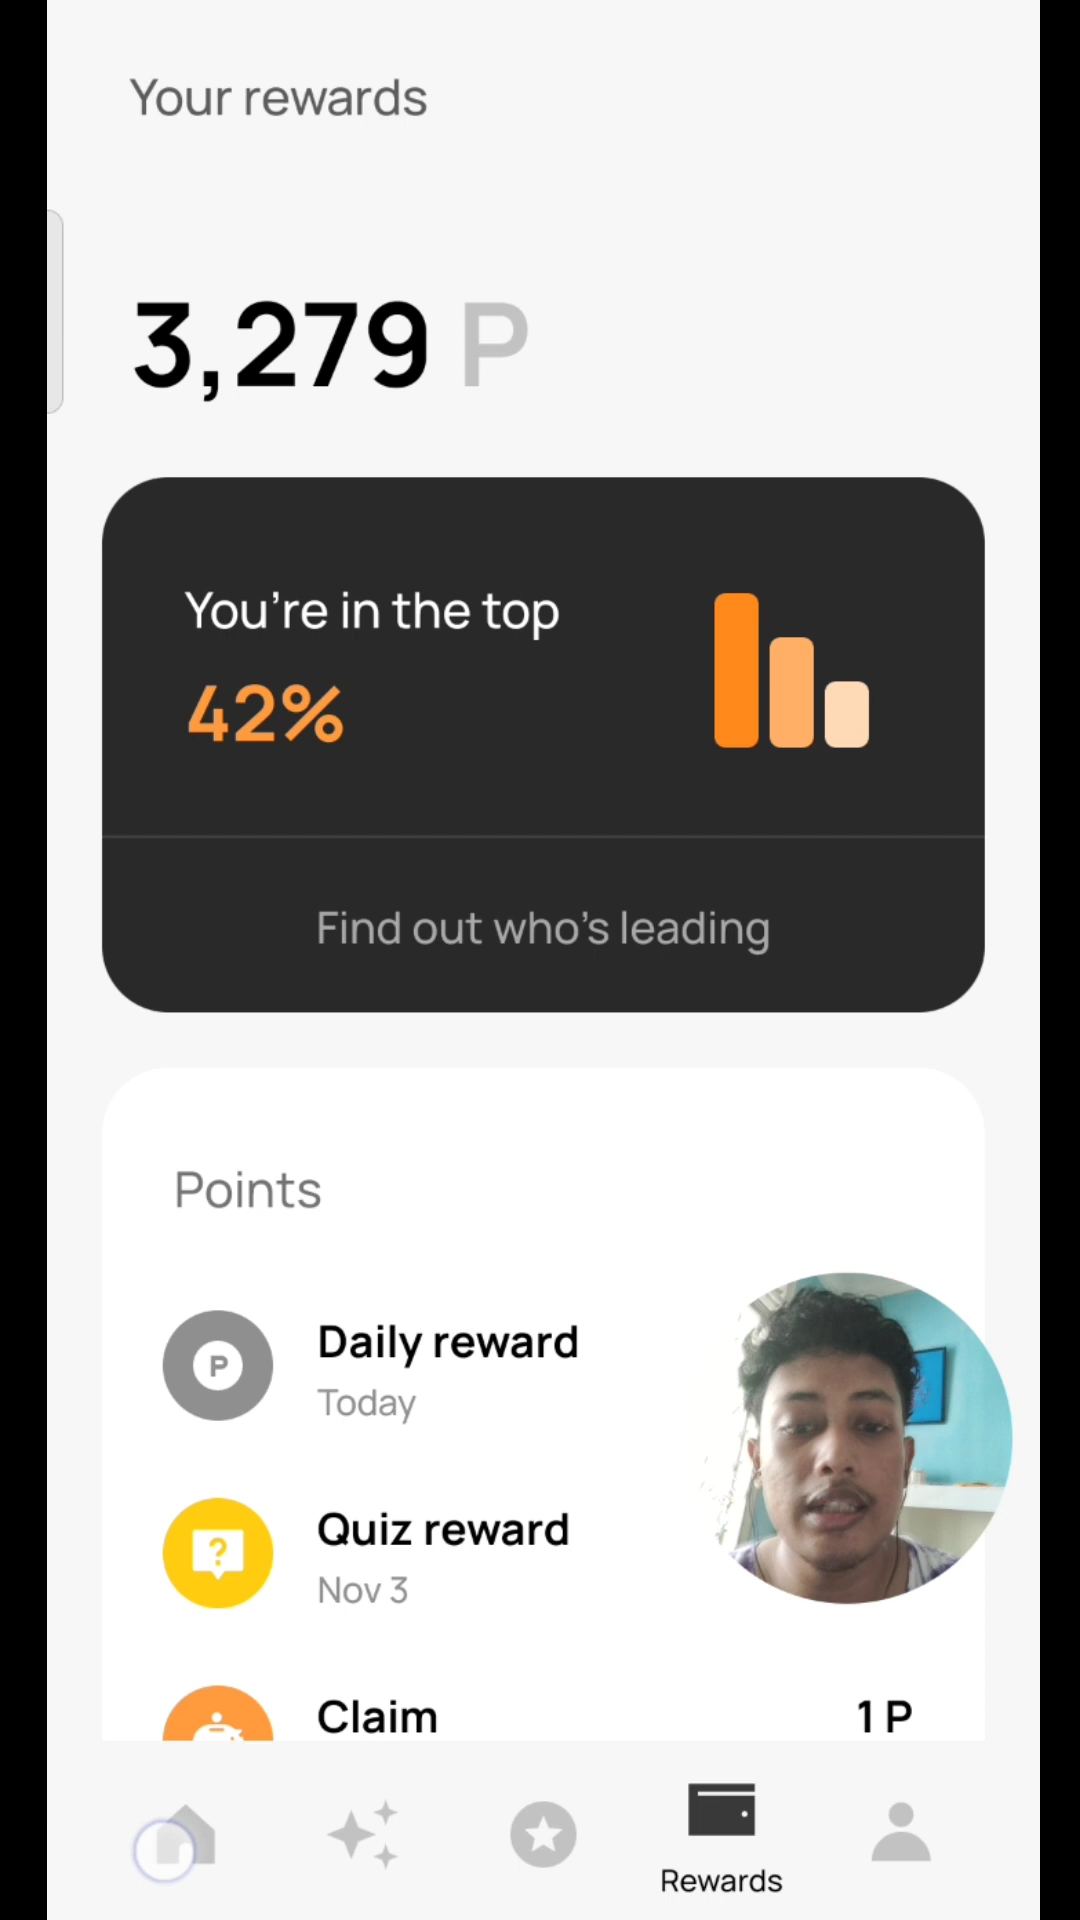 Your rewards
3,279 P
You're in the top
42%
Find out who's leading
Points
P
Daily reward
Today
?
Quiz reward
Nov 3
Claim
1 P
Rewards